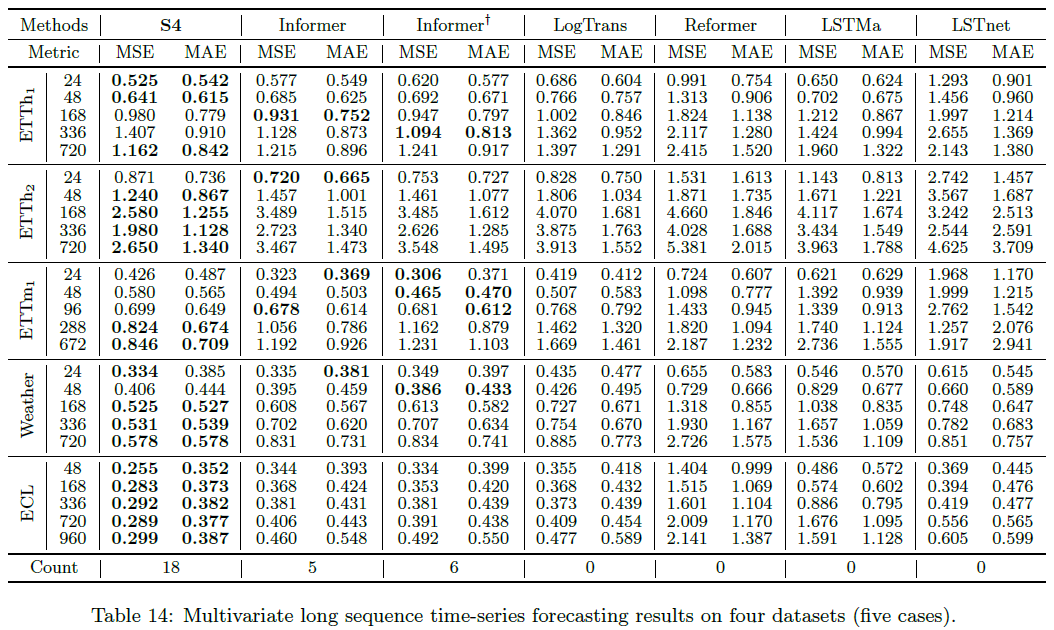 Methods S4 Informer Informer† LogTrans Reformer LSTMa LSTnet
Metric MSE MAE MSE MAE MSE MAE MSE MAE MSE MAE MSE MAE MSE MAE
ETTh₁
24 0.525 0.542 0.577 0.549 0.620 0.577 0.686 0.604 0.991 0.754 0.650 0.624 1.293 0.901
48 0.641 0.615 0.685 0.625 0.692 0.671 0.766 0.757 1.313 0.906 0.702 0.675 1.456 0.960
168 0.980 0.779 0.931 0.752 0.947 0.797 1.002 0.846 1.824 1.138 1.212 0.867 1.997 1.214
336 1.407 0.910 1.128 0.873 1.094 0.813 1.362 0.952 2.117 1.280 1.424 0.994 2.655 1.369
720 1.162 0.842 1.215 0.896 1.241 0.917 1.397 1.291 2.415 1.520 1.960 1.322 2.143 1.380
ETTh₂
24 0.871 0.736 0.720 0.665 0.753 0.727 0.828 0.750 1.531 1.613 1.143 0.813 2.742 1.457
48 1.240 0.867 1.457 1.001 1.461 1.077 1.806 1.034 1.871 1.735 1.671 1.221 3.567 1.687
168 2.580 1.255 3.489 1.515 3.485 1.612 4.070 1.681 4.660 1.846 4.117 1.674 3.242 2.513
336 1.980 1.128 2.723 1.340 2.626 1.285 3.875 1.763 4.028 1.688 3.434 1.549 2.544 2.591
720 2.650 1.340 3.467 1.473 3.548 1.495 3.913 1.552 5.381 2.015 3.963 1.788 4.625 3.709
ETTm₁
24 0.426 0.487 0.323 0.369 0.306 0.371 0.419 0.412 0.724 0.607 0.621 0.629 1.968 1.170
48 0.580 0.565 0.494 0.503 0.465 0.470 0.507 0.583 1.098 0.777 1.392 0.939 1.999 1.215
96 0.699 0.649 0.678 0.614 0.681 0.612 0.768 0.792 1.433 0.945 1.339 0.913 2.762 1.542
288 0.824 0.674 1.056 0.786 1.162 0.879 1.462 1.320 1.820 1.094 1.740 1.124 1.257 2.076
672 0.846 0.709 1.192 0.926 1.231 1.103 1.669 1.461 2.187 1.232 2.736 1.555 1.917 2.941
Weather
24 0.334 0.385 0.335 0.381 0.349 0.397 0.435 0.477 0.655 0.583 0.546 0.570 0.615 0.545
48 0.406 0.444 0.395 0.459 0.386 0.433 0.426 0.495 0.729 0.666 0.829 0.677 0.660 0.589
168 0.525 0.527 0.608 0.567 0.613 0.582 0.727 0.671 1.318 0.855 1.038 0.835 0.748 0.647
336 0.531 0.539 0.702 0.620 0.707 0.634 0.754 0.670 1.930 1.167 1.657 1.059 0.782 0.683
720 0.578 0.578 0.831 0.731 0.834 0.741 0.885 0.773 2.726 1.575 1.536 1.109 0.851 0.757
ECL
48 0.255 0.352 0.344 0.393 0.334 0.399 0.355 0.418 1.404 0.999 0.486 0.572 0.369 0.445
168 0.283 0.373 0.368 0.424 0.353 0.420 0.368 0.432 1.515 1.069 0.574 0.602 0.394 0.476
336 0.292 0.382 0.381 0.431 0.381 0.439 0.373 0.439 1.601 1.104 0.886 0.795 0.419 0.477
720 0.289 0.377 0.406 0.443 0.391 0.438 0.409 0.454 2.009 1.170 1.676 1.095 0.556 0.565
960 0.299 0.387 0.460 0.548 0.492 0.550 0.477 0.589 2.141 1.387 1.591 1.128 0.605 0.599
Count 18 5 6 0 0 0 0
Table 14: Multivariate long sequence time-series forecasting results on four datasets (five cases).